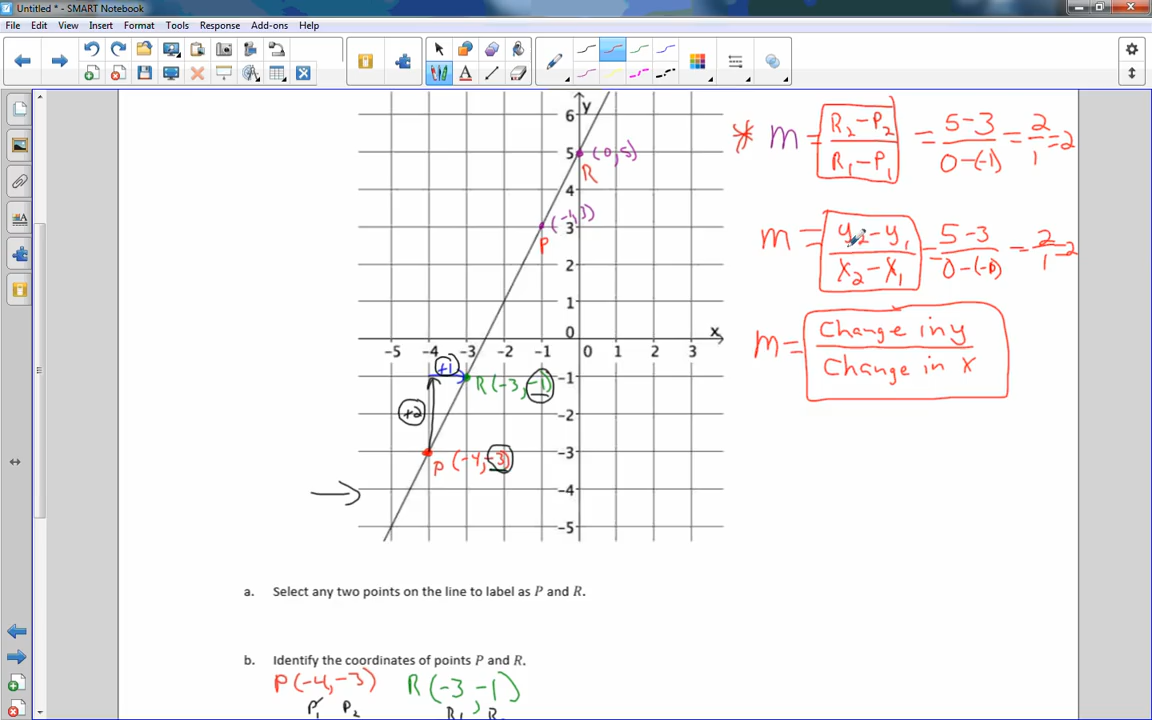 Untitled * - SMART Notebook
File Edit View Insert Format Tools Response Add-ons Help
y
6
5
4
3
2
1
0
x
-5 -4 -3 -2 -1 0 1 2 3
-1
-2
-3
-4
-5
(0,5)
R
(-1,3)
P
+1
R(-3,-1)
+2
P(-4,-3)
* m = R2-P2 / R1-P1 = 5-3 / 0-(-1) = 2/1 = 2
m = y2-y1 / x2-x1 = 5-3 / 0-(-1) = 2/1 = 2
m = Change in y / Change in x
a. Select any two points on the line to label as P and R.
b. Identify the coordinates of points P and R.
P(-4,-3) R(-3,-1)
P1 P2 R1 R2